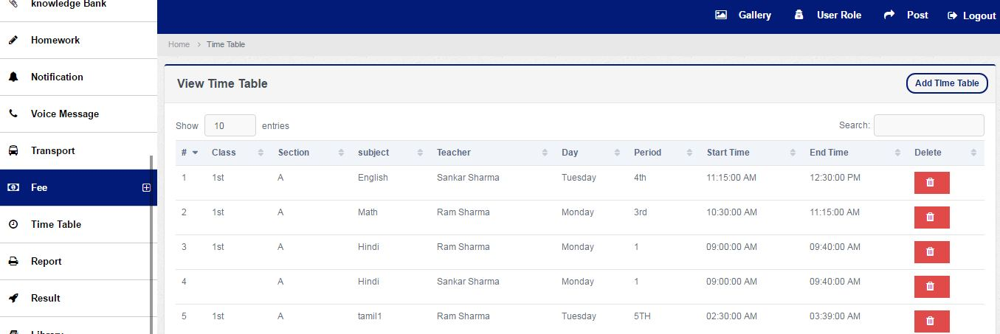 knowledge Bank
Homework
Notification
Voice Message
Transport
Fee
Time Table
Report
Result
Library
Gallery User Role Post Logout
Home > Time Table
View Time Table Add TIme Table
Show 10 entries Search:
# Class Section subject Teacher Day Period Start Time End Time Delete
1 1st A English Sankar Sharma Tuesday 4th 11:15:00 AM 12:30:00 PM
2 1st A Math Ram Sharma Monday 3rd 10:30:00 AM 11:15:00 AM
3 1st A Hindi Ram Sharma Monday 1 09:00:00 AM 09:40:00 AM
4 A Hindi Sankar Sharma Monday 1 09:00:00 AM 09:40:00 AM
5 1st A tamil1 Ram Sharma Tuesday 5TH 02:30:00 AM 03:39:00 AM